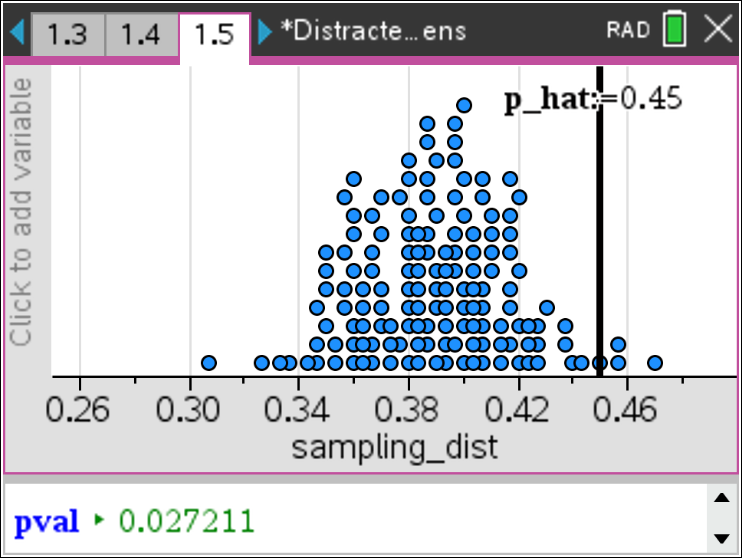 1.3 1.4 1.5 *Distracte...ens RAD
p_hat:=0.45
Click to add variable
0.26 0.30 0.34 0.38 0.42 0.46
sampling_dist
pval ▸ 0.027211